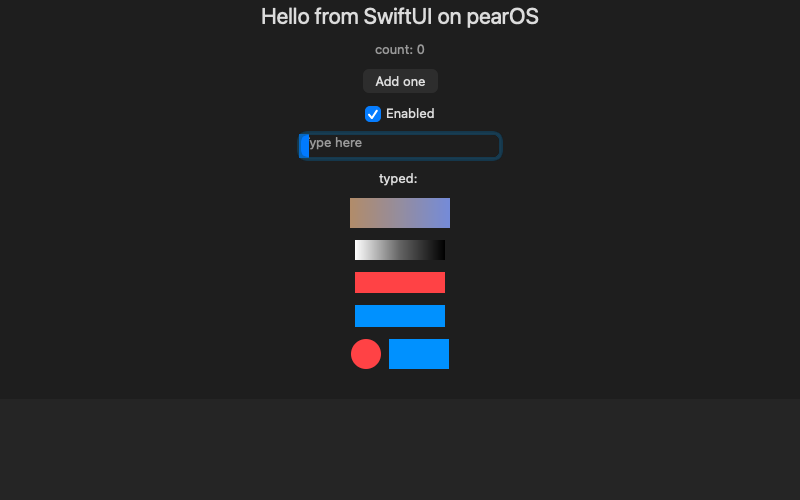 Hello from SwiftUI on pearOS
count: 0
Add one
Enabled
ype here
typed: